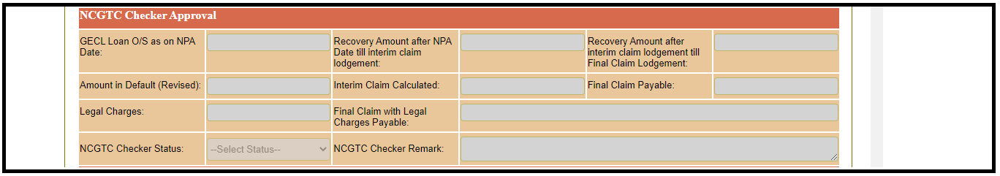 NCGTC Checker Approval
GECL Loan O/S as on NPA
Date:
Recovery Amount after NPA
Date till interim claim
lodgement:
Recovery Amount after
interim claim lodgement till
Final Claim Lodgement:
Amount in Default (Revised):
Interim Claim Calculated:
Final Claim Payable:
Legal Charges:
Final Claim with Legal
Charges Payable:
NCGTC Checker Status:
--Select Status--
NCGTC Checker Remark: